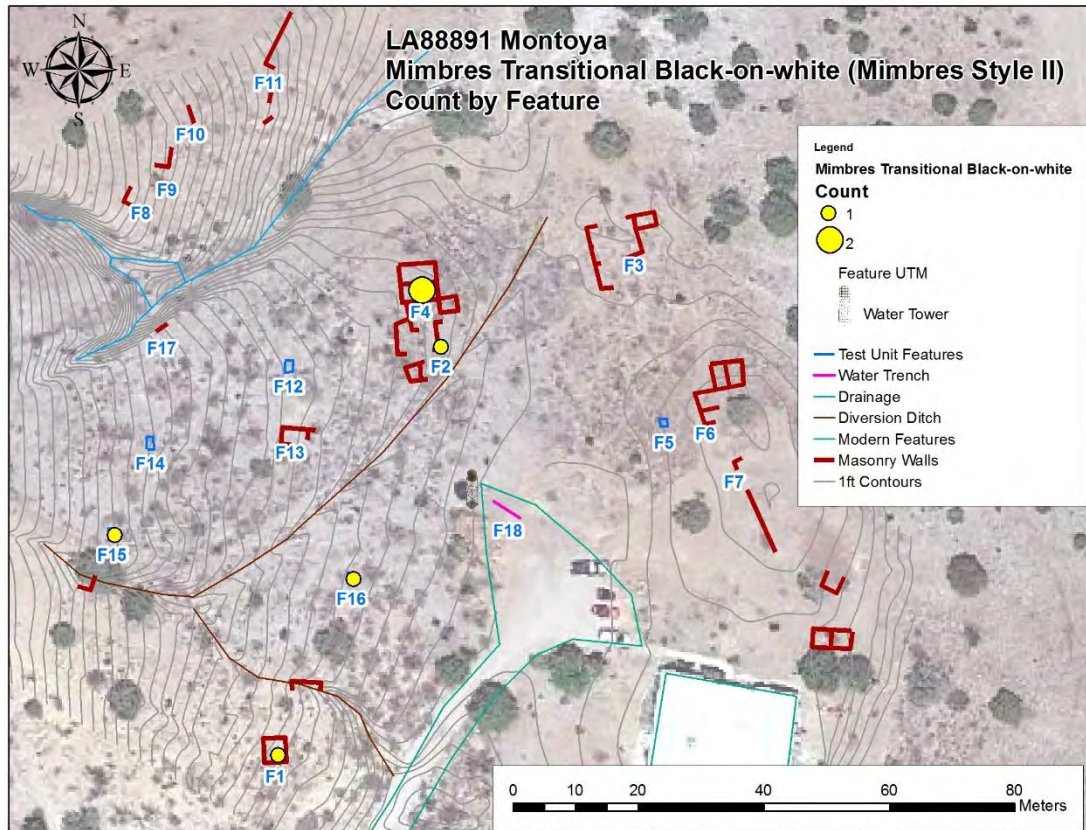 N
W E
S
LA88891 Montoya
Mimbres Transitional Black-on-white (Mimbres Style II)
Count by Feature
F11
F10
F9
F8
F3
F4
F2
F17
F12
F13
F14
F5
F6
F7
F18
F15
F16
F1
Legend
Mimbres Transitional Black-on-white
Count
1
2
Feature UTM
Water Tower
Test Unit Features
Water Trench
Drainage
Diversion Ditch
Modern Features
Masonry Walls
1ft Contours
0 10 20 40 60 80
Meters